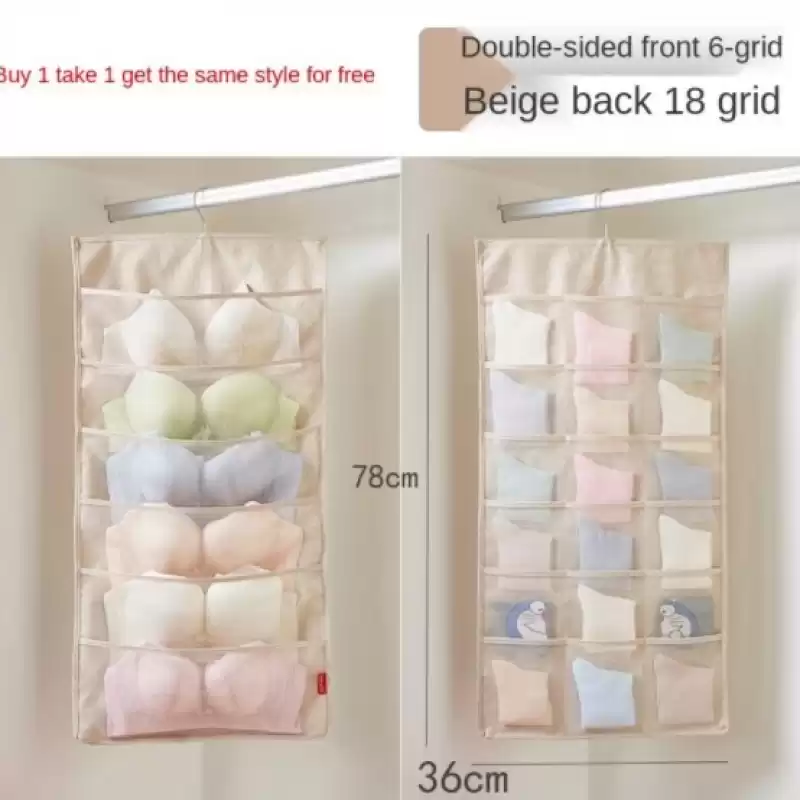 Buy 1 take 1 get the same style for free
Double-sided front 6-grid
Beige back 18 grid
78cm
36cm